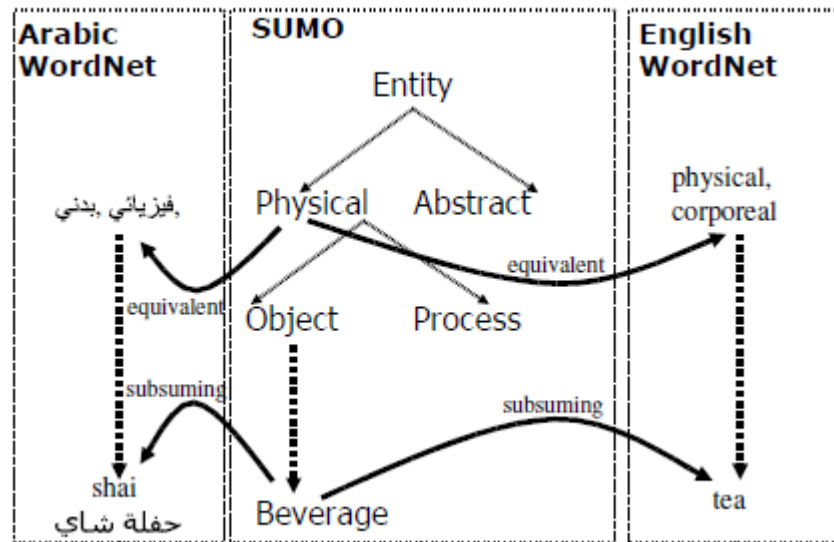 Arabic
WordNet
SUMO
English
WordNet
Entity
فيزيائي, بدني,
Physical
Abstract
physical,
corporeal
equivalent
equivalent
Object
Process
subsuming
subsuming
shai
حفلة شاي
Beverage
tea